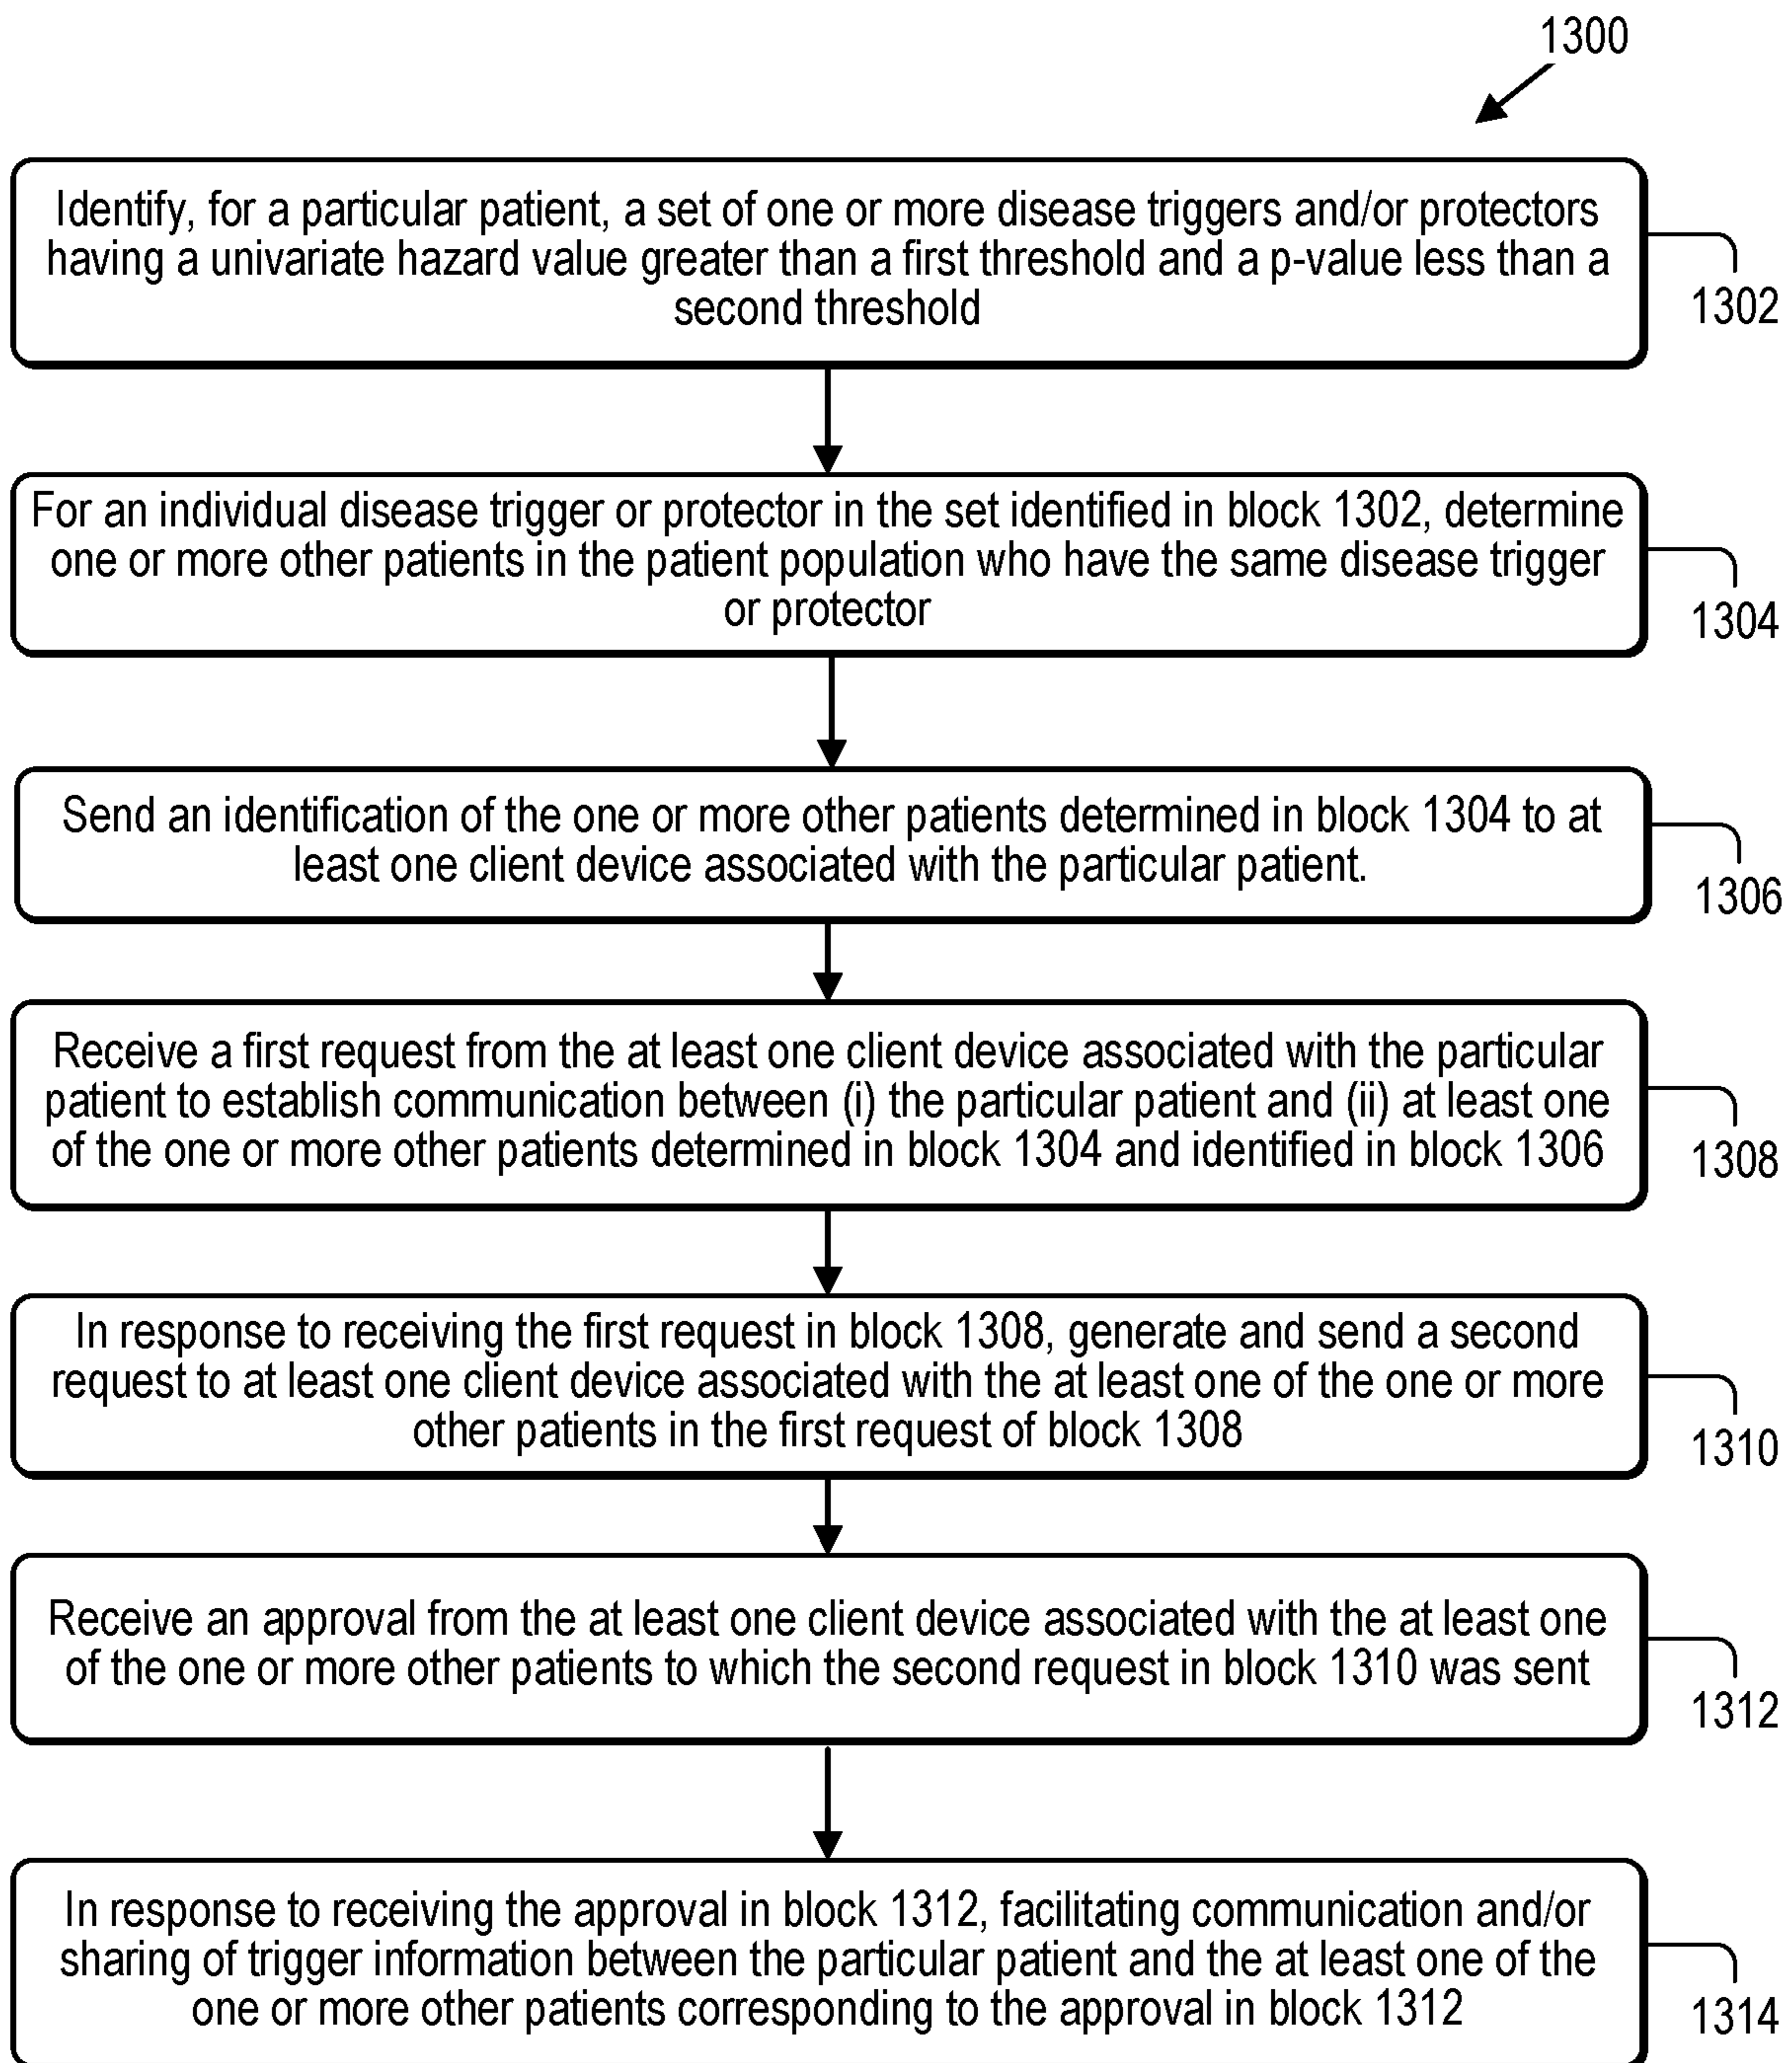 1300
Identify, for a particular patient, a set of one or more disease triggers and/or protectors
having a univariate hazard value greater than a first threshold and a p-value less than a
second threshold
1302
For an individual disease trigger or protector in the set identified in block 1302, determine
one or more other patients in the patient population who have the same disease trigger
or protector
1304
Send an identification of the one or more other patients determined in block 1304 to at
least one client device associated with the particular patient.
1306
Receive a first request from the at least one client device associated with the particular
patient to establish communication between (i) the particular patient and (ii) at least one
of the one or more other patients determined in block 1304 and identified in block 1306
1308
In response to receiving the first request in block 1308, generate and send a second
request to at least one client device associated with the at least one of the one or more
other patients in the first request of block 1308
1310
Receive an approval from the at least one client device associated with the at least one
of the one or more other patients to which the second request in block 1310 was sent
1312
In response to receiving the approval in block 1312, facilitating communication and/or
sharing of trigger information between the particular patient and the at least one of the
one or more other patients corresponding to the approval in block 1312
1314